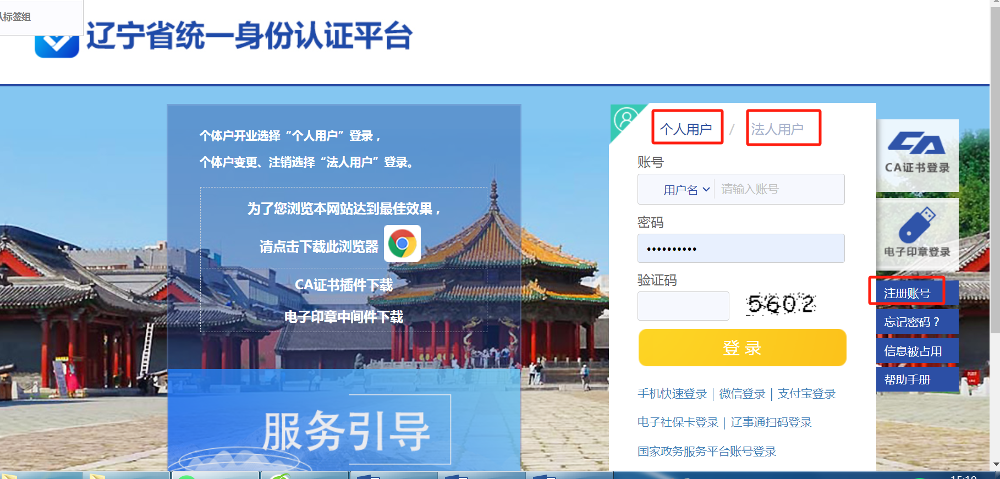 认标签组
辽宁省统一身份认证平台
个体户开业选择“个人用户”登录，
个体户变更、注销选择“法人用户”登录。
为了您浏览本网站达到最佳效果，
请点击下载此浏览器
CA证书插件下载
电子印章中间件下载
服务引导
个人用户 / 法人用户
账号
用户名 请输入账号
密码
验证码
5602
登录
手机快速登录 | 微信登录 | 支付宝登录
电子社保卡登录 | 辽事通扫码登录
国家政务服务平台账号登录
CA
CA证书登录
电子印章登录
注册账号
忘记密码？
信息被占用
帮助手册